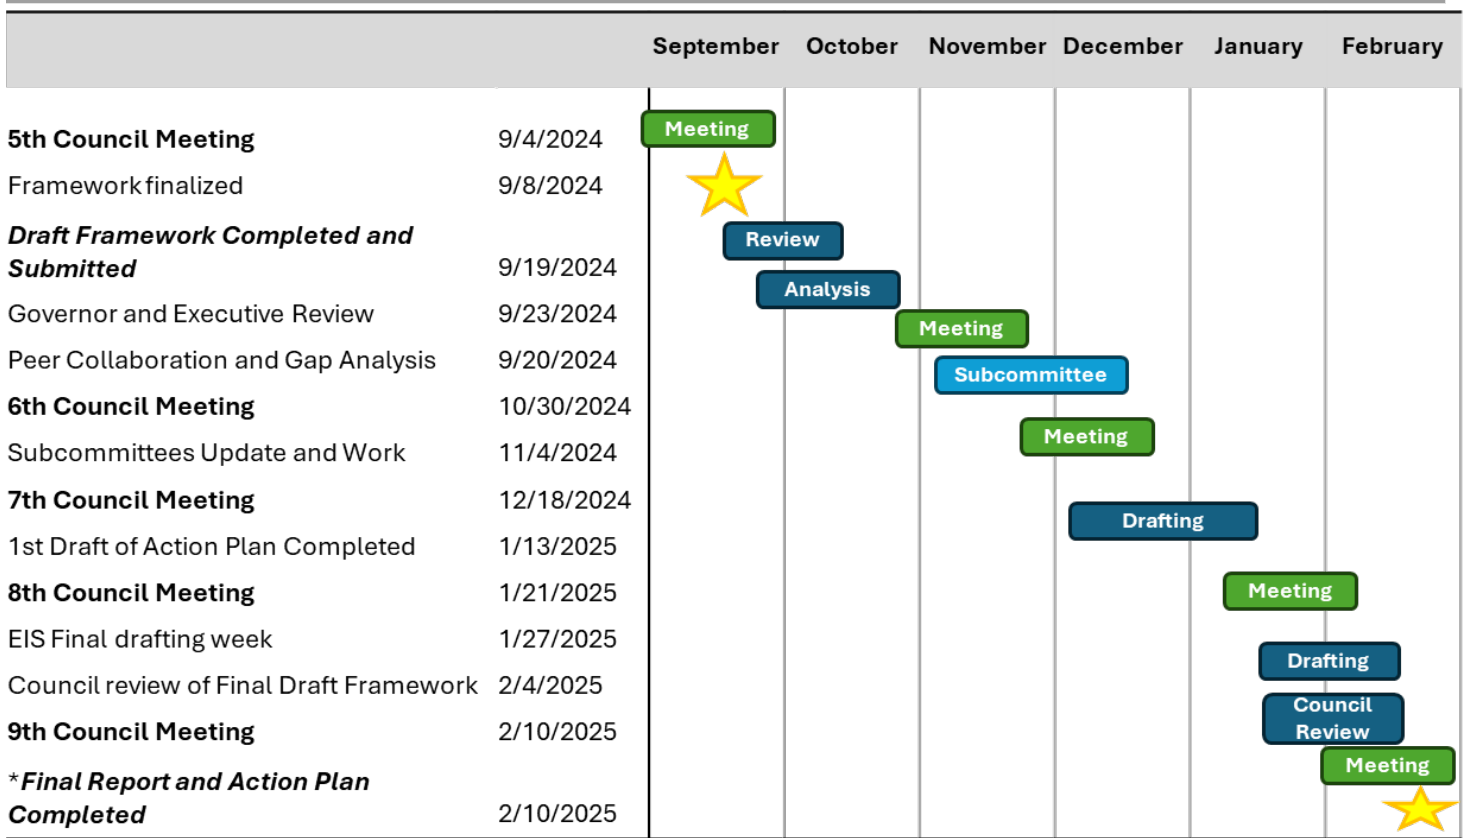 September October November December January February
5th Council Meeting 9/4/2024 Meeting
Framework finalized 9/8/2024
Draft Framework Completed and
Submitted 9/19/2024
Review
Analysis
Governor and Executive Review 9/23/2024
Meeting
Peer Collaboration and Gap Analysis 9/20/2024
Subcommittee
6th Council Meeting 10/30/2024
Meeting
Subcommittees Update and Work 11/4/2024
7th Council Meeting 12/18/2024
Drafting
1st Draft of Action Plan Completed 1/13/2025
8th Council Meeting 1/21/2025 Meeting
EIS Final drafting week 1/27/2025
Drafting
Council review of Final Draft Framework 2/4/2025
Council
Review
9th Council Meeting 2/10/2025
Meeting
*Final Report and Action Plan
Completed 2/10/2025